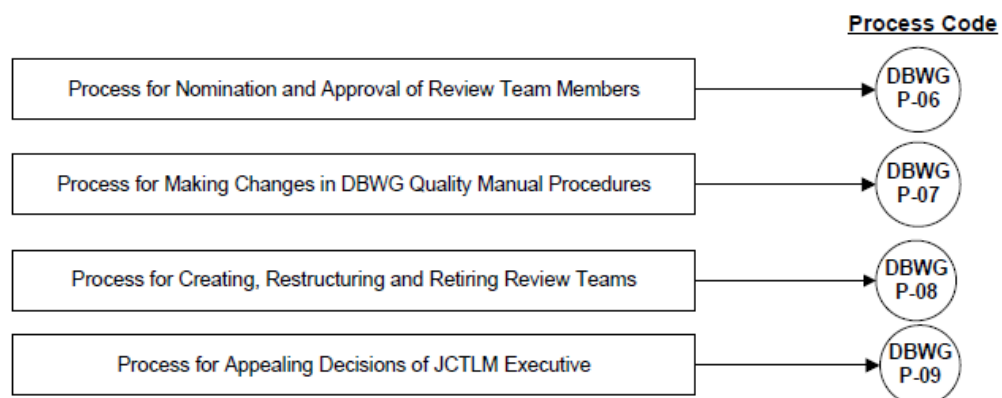 Process Code
Process for Nomination and Approval of Review Team Members
DBWG
P-06
Process for Making Changes in DBWG Quality Manual Procedures
DBWG
P-07
Process for Creating, Restructuring and Retiring Review Teams
DBWG
P-08
Process for Appealing Decisions of JCTLM Executive
DBWG
P-09